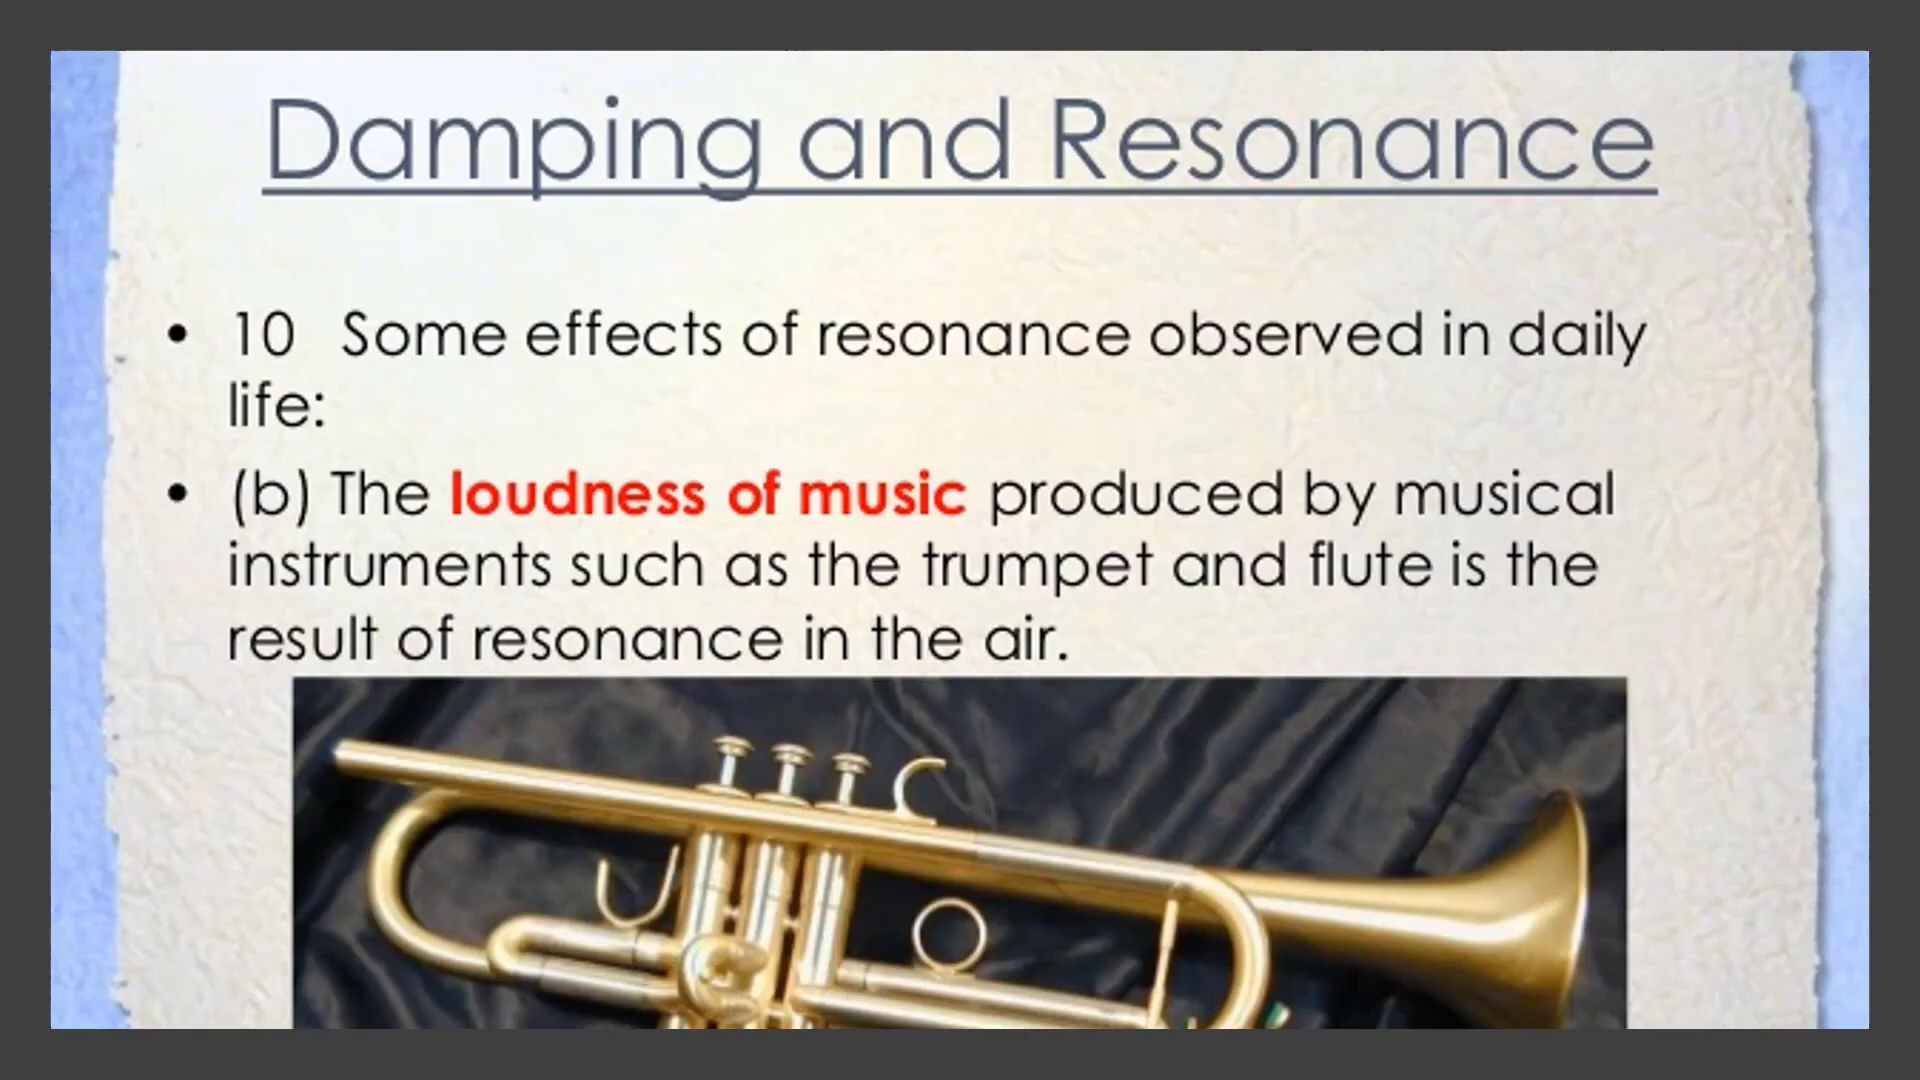 Damping and Resonance
• 10 Some effects of resonance observed in daily
life:
• (b) The loudness of music produced by musical
instruments such as the trumpet and flute is the
result of resonance in the air.